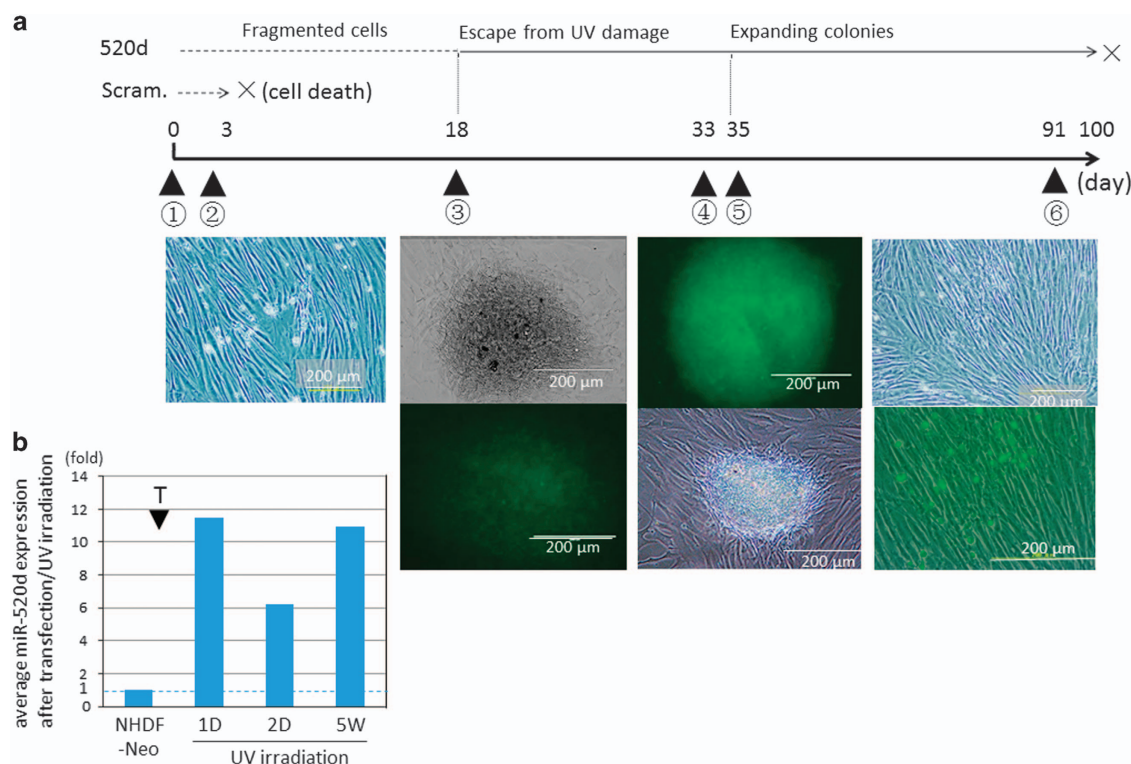 a
Fragmented cells
Escape from UV damage
Expanding colonies
520d
Scram.
(cell death)
0 3 18 33 35 91 100
(day)
① ② ③ ④ ⑤ ⑥
200 μm
200 μm
200 μm
200 μm
200 μm
200 μm
200 μm
200 μm
b
(fold)
average miR-520d expression
after transfection/UV irradiation
14
12
10
8
6
4
2
1
0
T
NHDF
-Neo
1D 2D 5W
UV irradiation